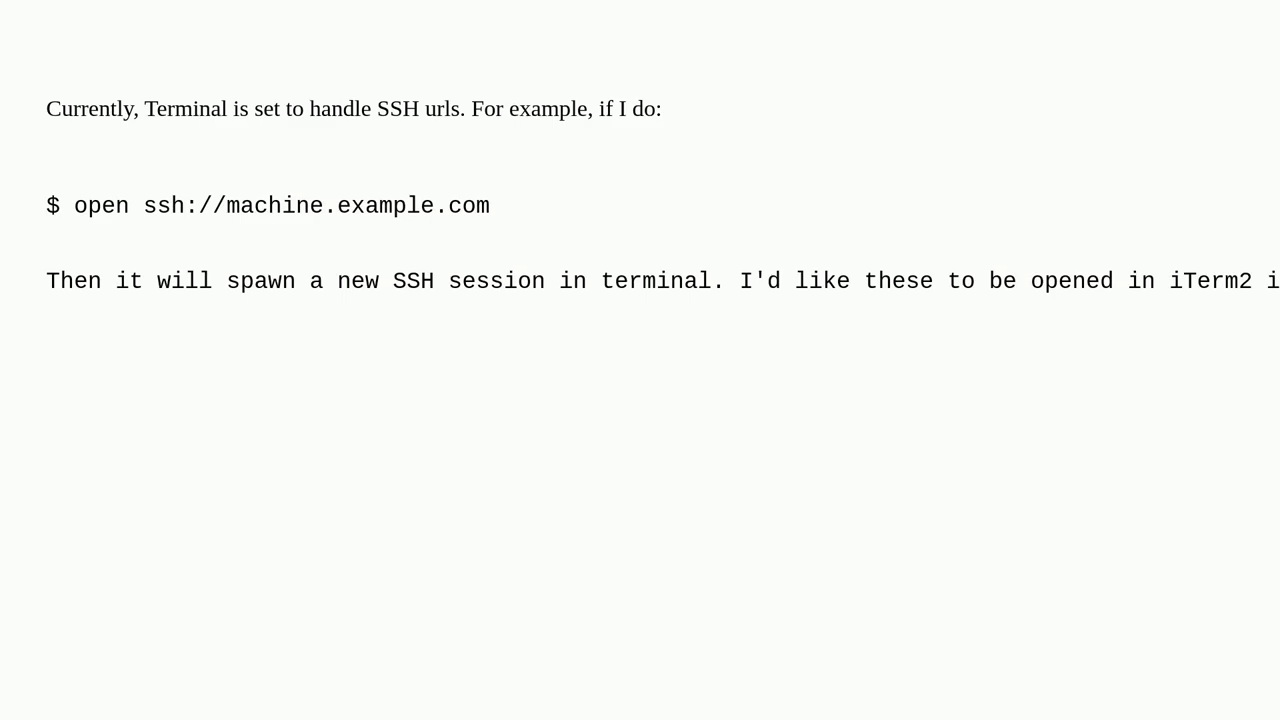 Currently, Terminal is set to handle SSH urls. For example, if I do:
$ open ssh://machine.example.com
Then it will spawn a new SSH session in terminal. I'd like these to be opened in iTerm2